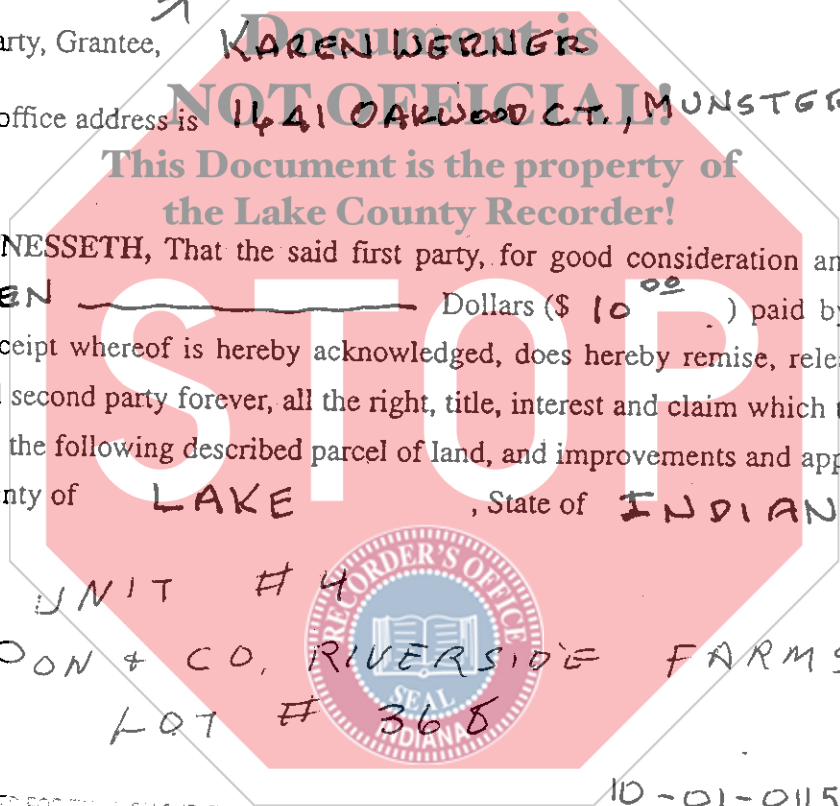 arty, Grantee, KAREN WERNER
Document is
office address is 1641 OAKWOOD CT., MUNSTER
NOT OFFICIAL!
This Document is the property of
the Lake County Recorder!
NESSETH, That the said first party, for good consideration an
EN Dollars ($ 10 00 ) paid by
ceipt whereof is hereby acknowledged, does hereby remise, relea
second party forever, all the right, title, interest and claim which t
the following described parcel of land, and improvements and app
nty of LAKE , State of INDIAN
STOP
UNIT # 4
OON + CO, RIVERSIDE FARMS
LOT # 368
RECORDER'S OFFICE
SEAL
INDIANA
10-01-0115